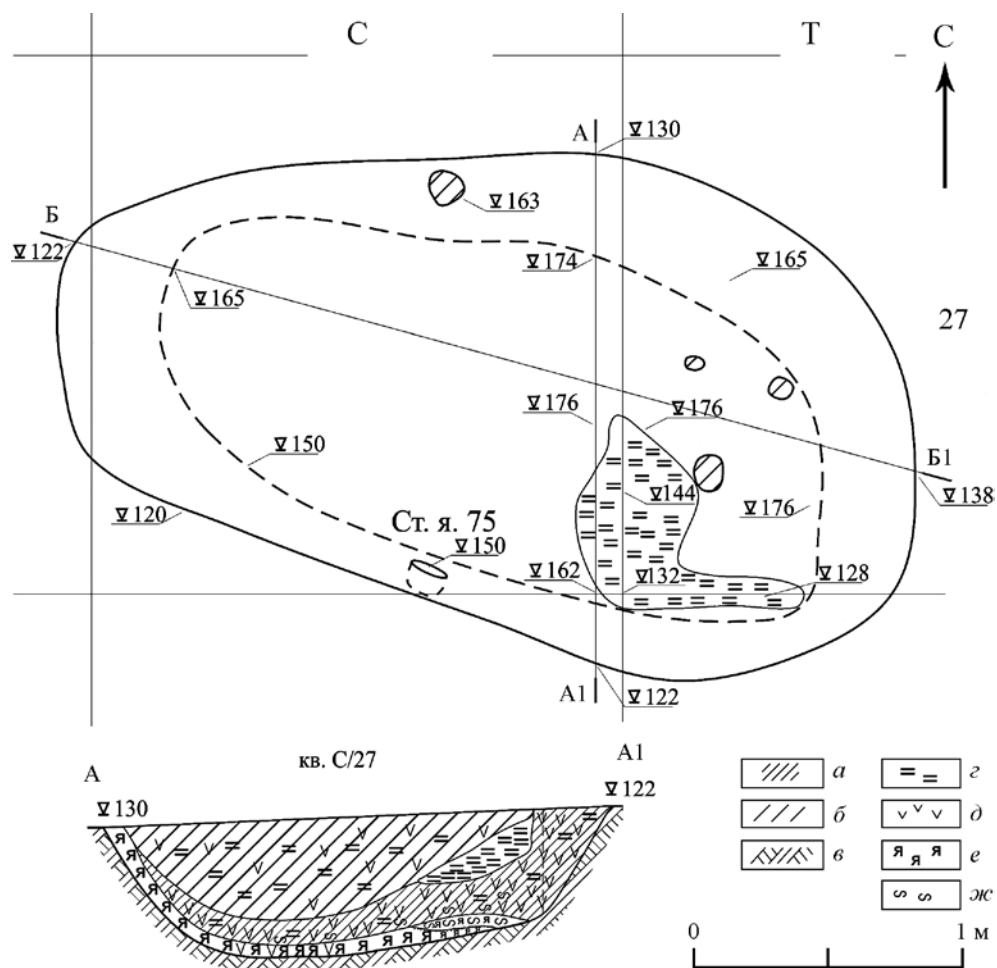 С Т С
А ⊽130
⊽163
Б
⊽122
⊽174 ⊽165
⊽165
27
⊽176 ⊽176
⊽150
Б1
⊽144 ⊽138
⊽176
⊽120
Ст. я. 75
⊽150
⊽162 ⊽132 ⊽128
А1 ⊽122
А кв. С/27 А1
⊽130 ⊽122
а г
б д
в е
ж
0 1 м